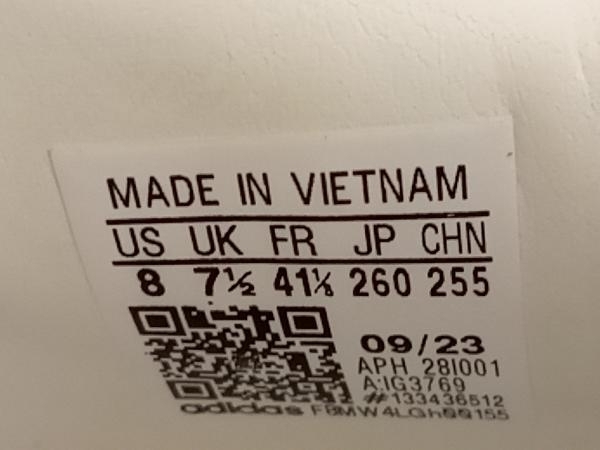 MADE IN VIETNAM
US UK FR JP CHN
8 7½ 41⅓ 260 255
09/23
APH 28I001
A:IG3769
#133436512
adidas